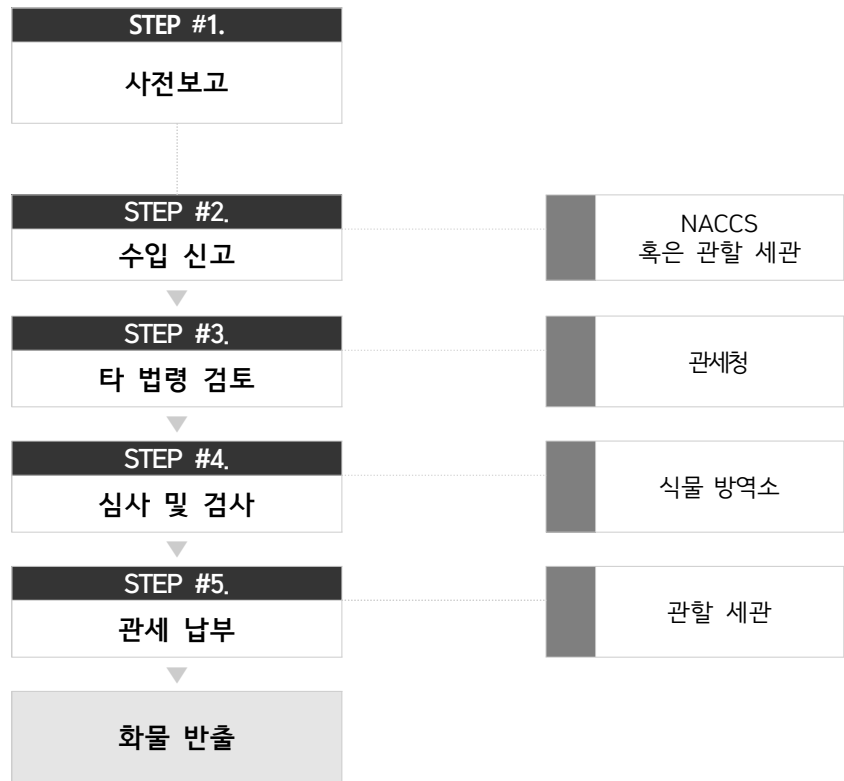 STEP #1.
사전보고
STEP #2.
수입 신고
NACCS
혹은 관할 세관
STEP #3.
타 법령 검토
관세청
STEP #4.
심사 및 검사
식물 방역소
STEP #5.
관세 납부
관할 세관
화물 반출